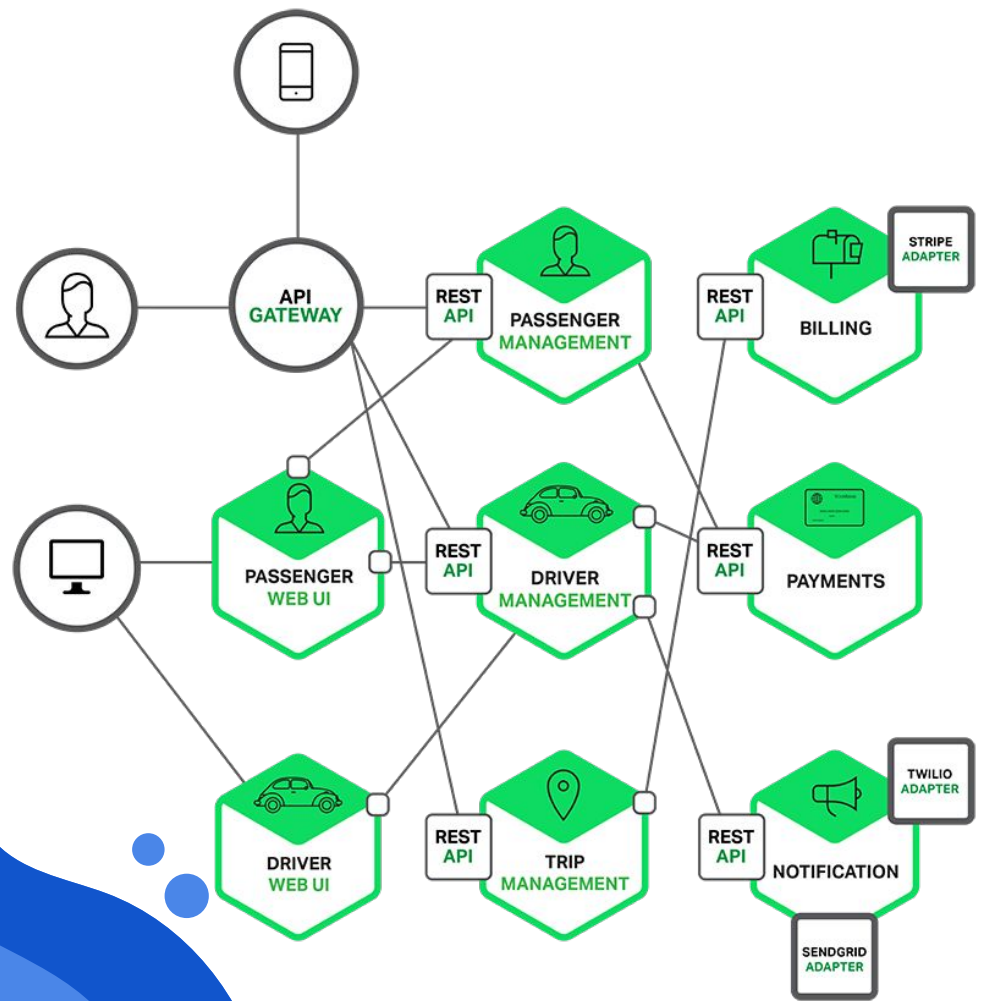 API
GATEWAY
REST
API
PASSENGER
MANAGEMENT
REST
API
BILLING
STRIPE
ADAPTER
PASSENGER
WEB UI
REST
API
DRIVER
MANAGEMENT
REST
API
PAYMENTS
DRIVER
WEB UI
REST
API
TRIP
MANAGEMENT
REST
API
NOTIFICATION
TWILIO
ADAPTER
SENDGRID
ADAPTER